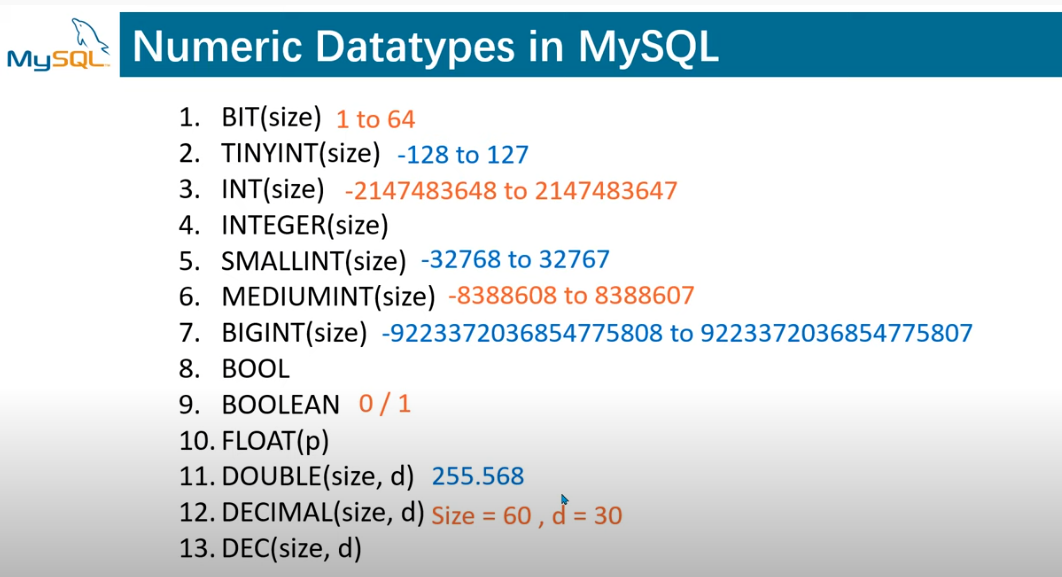 MySQL Numeric Datatypes in MySQL
1. BIT(size) 1 to 64
2. TINYINT(size) -128 to 127
3. INT(size) -2147483648 to 2147483647
4. INTEGER(size)
5. SMALLINT(size) -32768 to 32767
6. MEDIUMINT(size) -8388608 to 8388607
7. BIGINT(size) -9223372036854775808 to 9223372036854775807
8. BOOL
9. BOOLEAN 0 / 1
10. FLOAT(p)
11. DOUBLE(size, d) 255.568
12. DECIMAL(size, d) Size = 60 , d = 30
13. DEC(size, d)